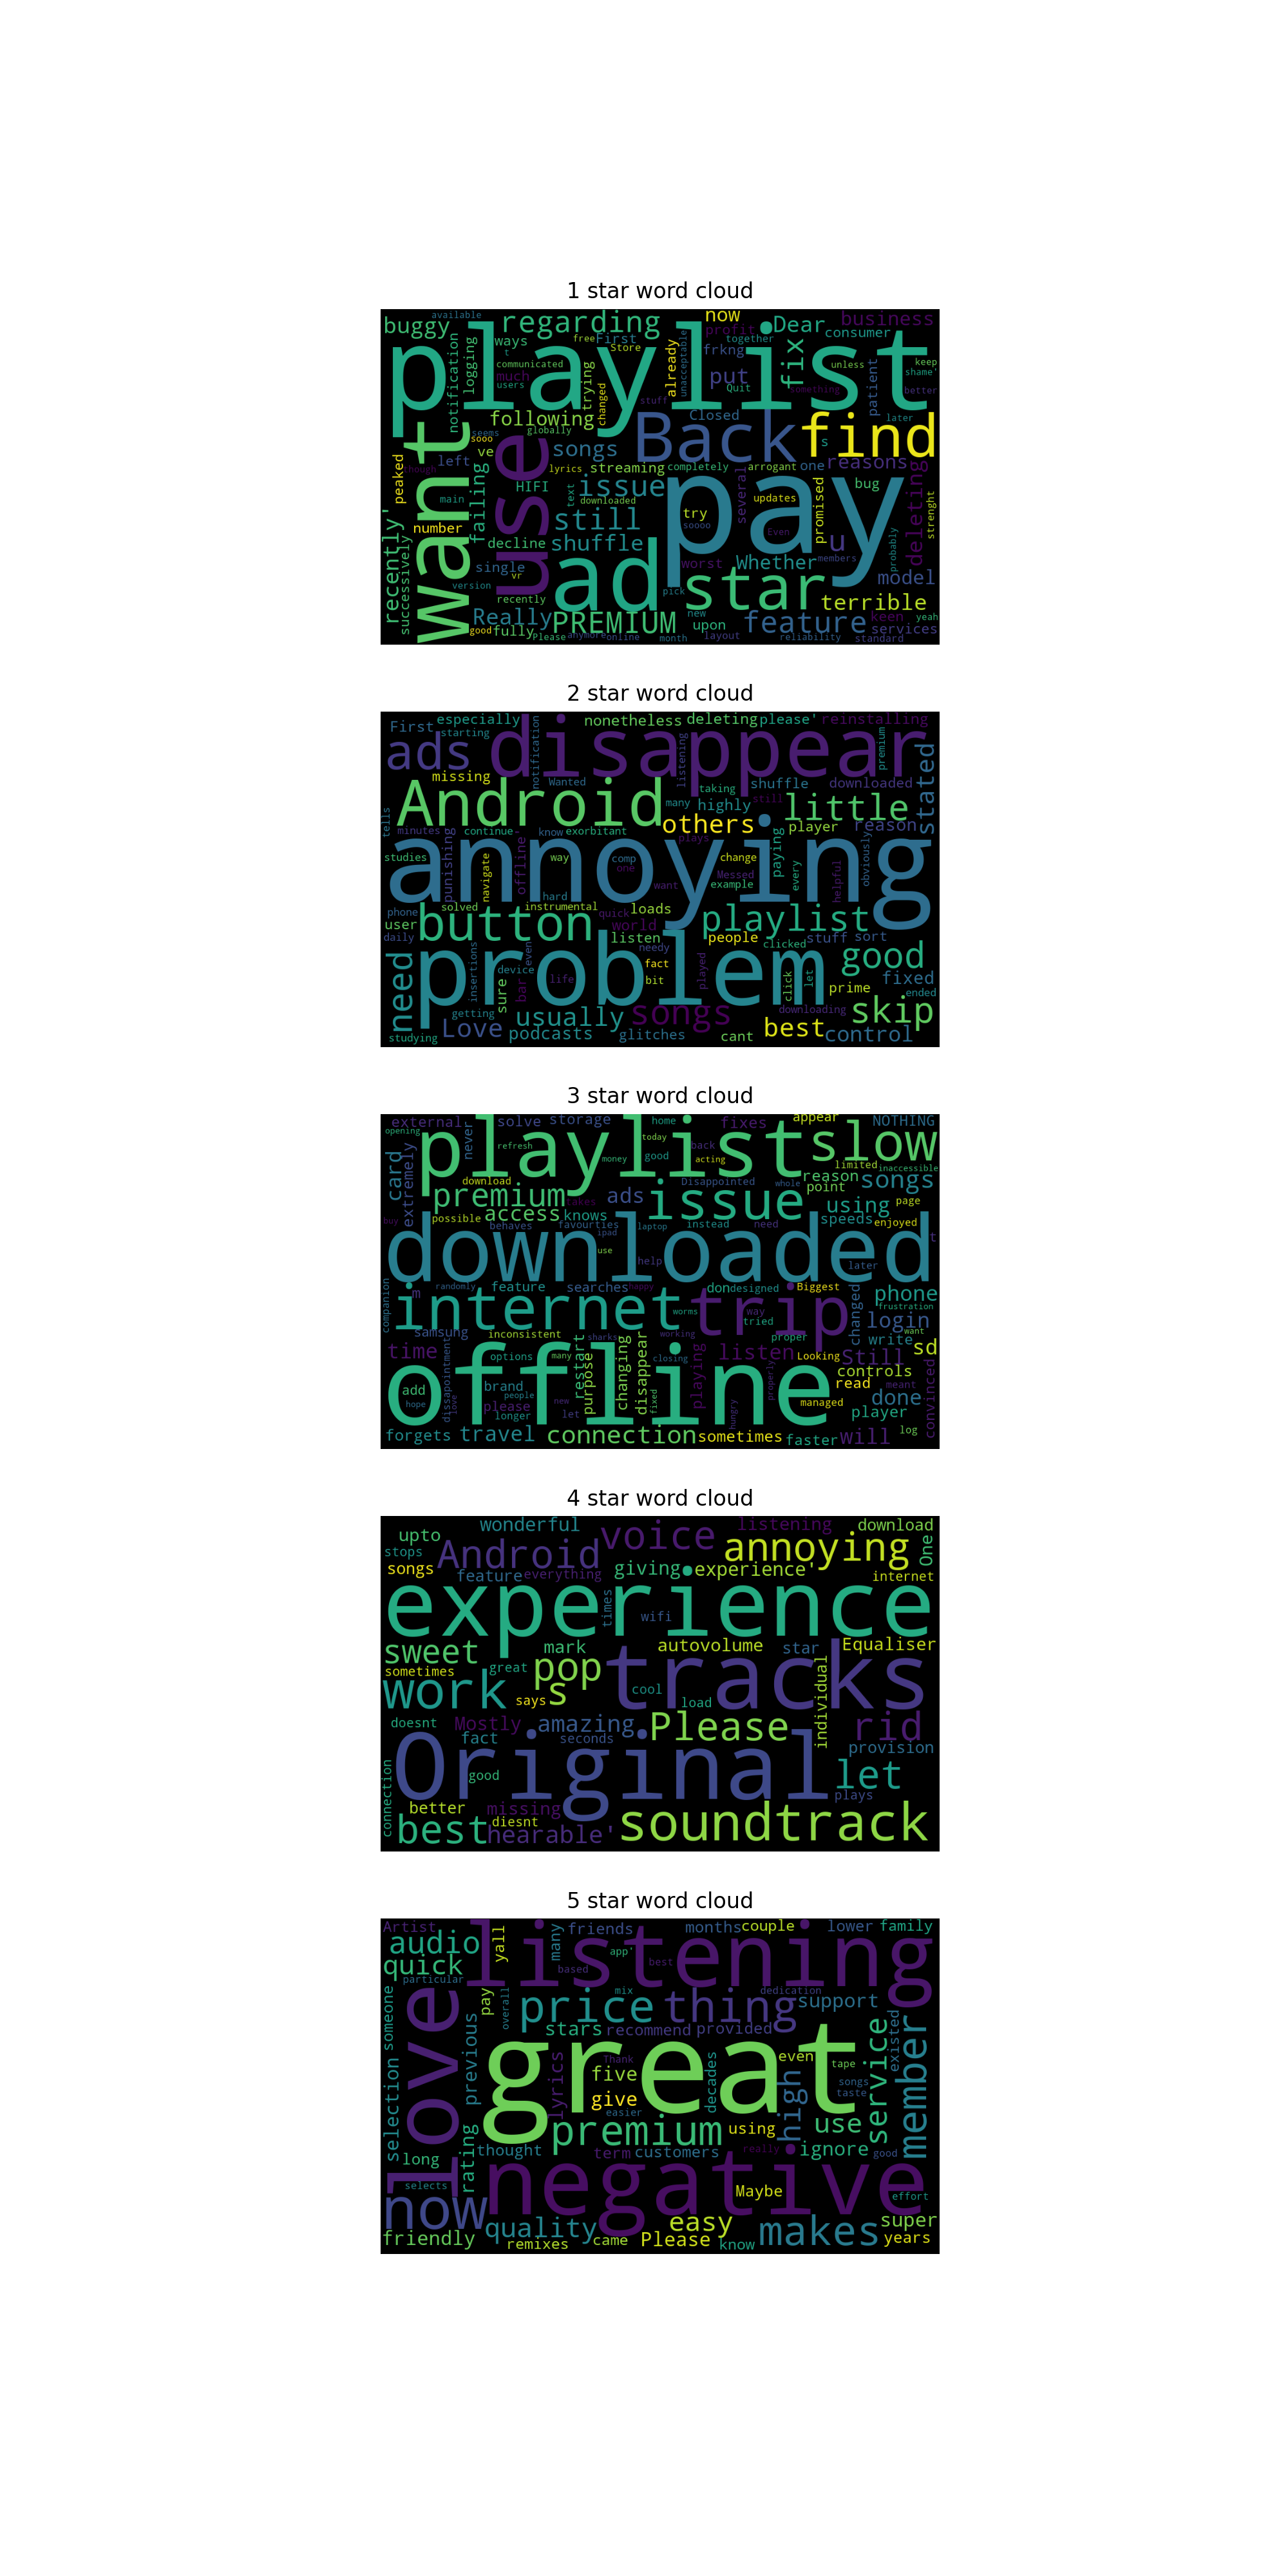 1 star word cloud
available
buggy
regarding
now
Dear
business
playlist
ways
free
First
Store
profit
together
consumer
notification
logging
t
communicated
users
much
trying
changed
frkng
already
unacceptable
put
Quit
fix
something
unless
patient
keep
shame'
better
want
following
seems
sooo
globally
use
songs
Back
Closed
find
later
s
peaked
though
left
ve
lyrics
streaming
completely
arrogant
one
reasons
main
HIFI
text
issue
downloaded
several
updates
promised
bug
deleting
strenght
number
failing
still
pay
try
soooo
Even
u
probably
recently'
successively
decline
shuffle
ad
worst
Whether
members
single
vr
version
recently
pick
star
model
terrible
Really
PREMIUM
new
upon
feature
keen
yeah
services
good
fully
Please
anymore
online
month
layout
reliability
standard
2 star word cloud
First
especially
starting
notification
nonetheless
deleting
please'
reinstalling
ads
disappear
listening
premium
stated
missing
Wanted
taking
shuffle
downloaded
Android
many
highly
still
little
tells
minutes
continue
know
exorbitant
others
plays
player
reason
studies
punishing
navigate
offline
way
comp
one
change
Messed
example
paying
every
helpful
obviously
annoying
hard
want
phone
solved
instrumental
quick
loads
user
button
world
playlist
daily
listen
needy
people
clicked
stuff
sort
good
need
insertions
device
even
bar
sure
life
problem
fact
bit
played
click
let
prime
fixed
ended
getting
usually
songs
downloading
skip
studying
Love
podcasts
glitches
cant
best
control
3 star word cloud
external
solve
storage
home
fixes
appear
NOTHING
opening
never
refresh
playlist
today
back
slow
card
extremely
money
good
acting
limited
inaccessible
download
Disappointed
whole
reason
songs
premium
takes
ads
issue
point
using
page
buy
possible
access
knows
behaves
favourties
ipad
laptop
instead
need
speeds
enjoyed
t
use
downloaded
help
later
companion
m
randomly
feature
searches
happy
don
designed
Biggest
phone
internet
worms
trip
way
changed
frustration
samsung
inconsistent
sharks
tried
working
proper
login
want
write
time
options
many
restart
changing
disappear
closing
listen
Looking
Still
sd
controls
offline
purpose
playing
properly
read
meant
add
hope
dissapointment
love
brand
people
please
longer
new
let
fixed
hungry
managed
done
player
convinced
forgets
travel
connection
sometimes
faster
will
log
4 star word cloud
upto
wonderful
voice
listening
download
stops
songs
Android
feature
everything
giving
annoying
experience'
One
internet
experience
times
wifi
sweet
mark
autovolume
star
Equaliser
sometimes
great
pop
tracks
work
says
s
cool
load
individual
doesnt
Mostly
fact
amazing
seconds
Please
rid
provision
Original
good
let
plays
connection
better
missing
diesnt
best
hearable'
soundtrack
5 star word cloud
Artist
yall
many
friends
months
couple
lower
family
audio
quick
particular
listening
app'
based
best
love
someone
pay
overall
price
mix
thing
dedication
support
stars
recommend
provided
selection
previous
great
Thank
five
give
easier
lyrics
decades
even
tape
songs
taste
high
service
existed
member
long
rating
thought
premium
term
customers
using
really
use
ignore
good
selects
now
negative
Maybe
effort
friendly
quality
remixes
came
easy
Please
know
makes
super
years